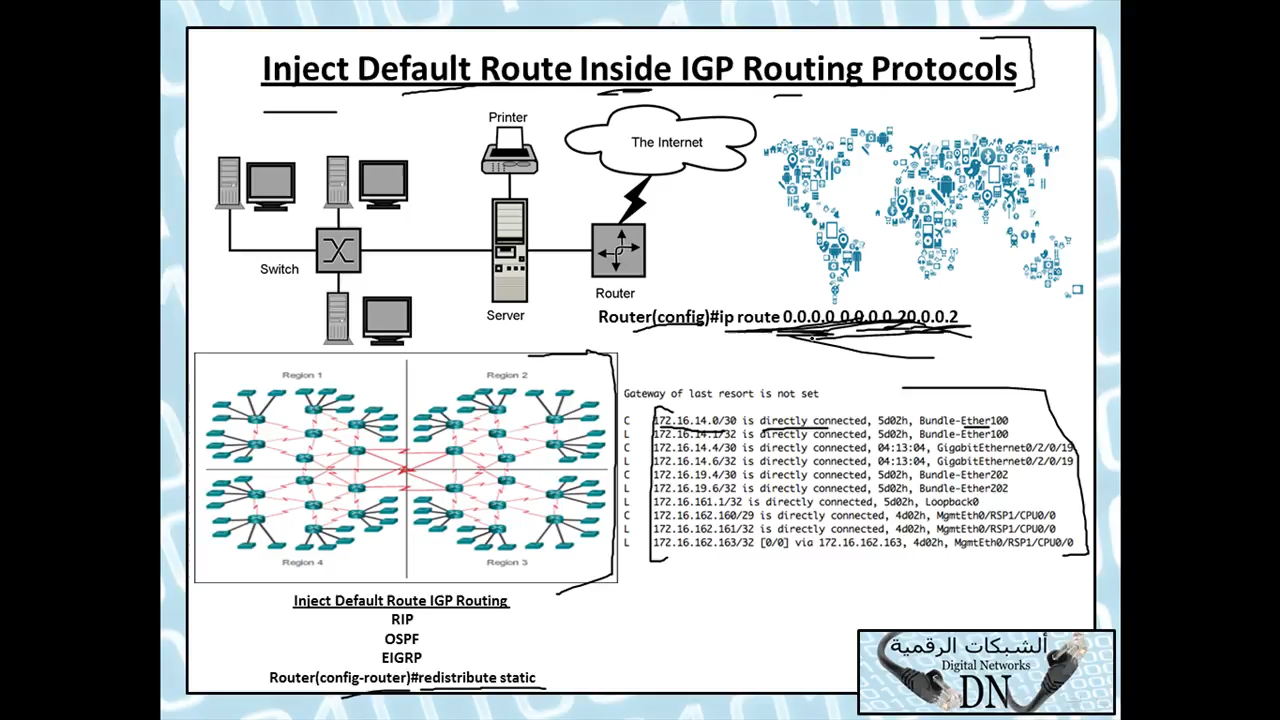 Inject Default Route Inside IGP Routing Protocols
Printer
The Internet
Switch
Server
Router
Router(config)#ip route 0.0.0.0 0.0.0.0 20.0.0.2
Region 1
Region 2
Region 4
Region 3
Gateway of last resort is not set
C 172.16.14.0/30 is directly connected, 5d02h, Bundle-Ether100
L 172.16.14.1/32 is directly connected, 5d02h, Bundle-Ether100
C 172.16.14.4/30 is directly connected, 04:13:04, GigabitEthernet0/2/0/19
L 172.16.14.6/32 is directly connected, 04:13:04, GigabitEthernet0/2/0/19
C 172.16.19.4/30 is directly connected, 5d02h, Bundle-Ether202
L 172.16.19.6/32 is directly connected, 5d02h, Bundle-Ether202
L 172.16.161.1/32 is directly connected, 5d02h, Loopback0
C 172.16.162.160/29 is directly connected, 4d02h, MgmtEth0/RSP1/CPU0/0
L 172.16.162.161/32 is directly connected, 4d02h, MgmtEth0/RSP1/CPU0/0
L 172.16.162.163/32 [0/0] via 172.16.162.163, 4d02h, MgmtEth0/RSP1/CPU0/0
Inject Default Route IGP Routing
RIP
OSPF
EIGRP
Router(config-router)#redistribute static
ألشبكات الرقمية
Digital Networks
DN